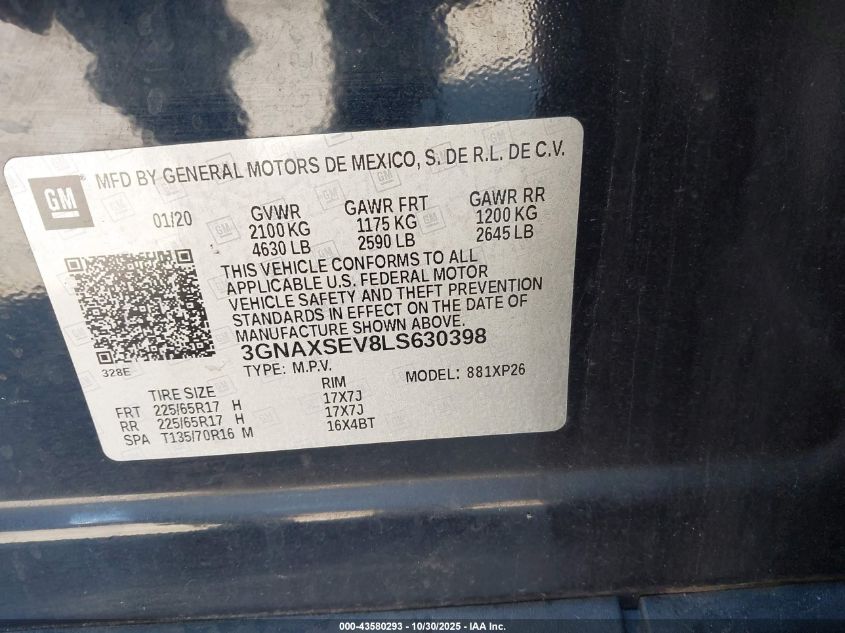 GM
MFD BY GENERAL MOTORS DE MEXICO, S. DE R.L. DE C.V.
01/20 GVWR GAWR FRT GAWR RR
2100 KG 1175 KG 1200 KG
4630 LB 2590 LB 2645 LB
THIS VEHICLE CONFORMS TO ALL
APPLICABLE U.S. FEDERAL MOTOR
VEHICLE SAFETY AND THEFT PREVENTION
STANDARDS IN EFFECT ON THE DATE OF
MANUFACTURE SHOWN ABOVE.
3GNAXSEV8LS630398
328E
TYPE: M.P.V. MODEL: 881XP26
TIRE SIZE RIM
FRT 225/65R17 H 17X7J
RR 225/65R17 H 17X7J
SPA T135/70R16 M 16X4BT
000-43580293 - 10/30/2025 - IAA Inc.